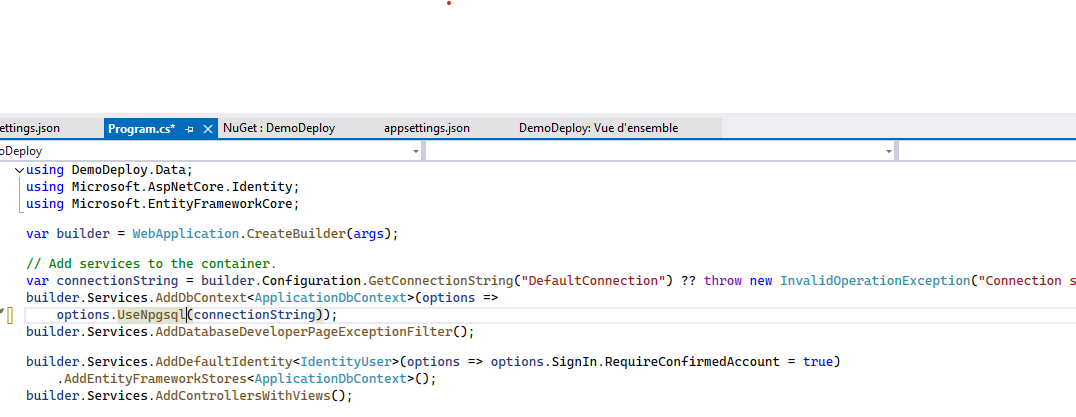 ettings.json Program.cs* NuGet : DemoDeploy appsettings.json DemoDeploy: Vue d'ensemble
oDeploy
using DemoDeploy.Data;
using Microsoft.AspNetCore.Identity;
using Microsoft.EntityFrameworkCore;
var builder = WebApplication.CreateBuilder(args);
// Add services to the container.
var connectionString = builder.Configuration.GetConnectionString("DefaultConnection") ?? throw new InvalidOperationException("Connection s
builder.Services.AddDbContext<ApplicationDbContext>(options =>
options.UseNpgsql(connectionString));
builder.Services.AddDatabaseDeveloperPageExceptionFilter();
builder.Services.AddDefaultIdentity<IdentityUser>(options => options.SignIn.RequireConfirmedAccount = true)
.AddEntityFrameworkStores<ApplicationDbContext>();
builder.Services.AddControllersWithViews();